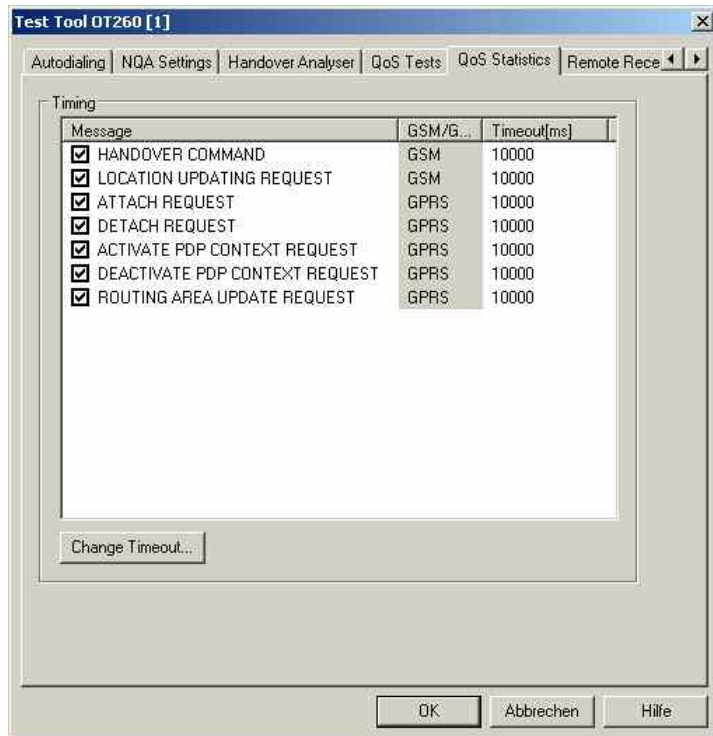 Test Tool OT260 [1]
Autodialing NQA Settings Handover Analyser QoS Tests QoS Statistics Remote Rece
Timing
Message GSM/G... Timeout[ms]
HANDOVER COMMAND GSM 10000
LOCATION UPDATING REQUEST GSM 10000
ATTACH REQUEST GPRS 10000
DETACH REQUEST GPRS 10000
ACTIVATE PDP CONTEXT REQUEST GPRS 10000
DEACTIVATE PDP CONTEXT REQUEST GPRS 10000
ROUTING AREA UPDATE REQUEST GPRS 10000
Change Timeout...
OK Abbrechen Hilfe